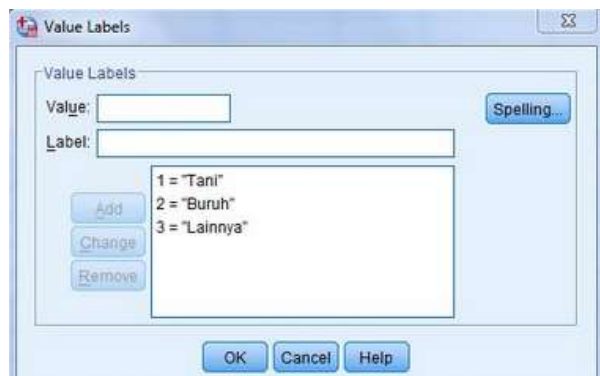 Value Labels
Value Labels
Value:
Spelling...
Label:
1 = "Tani"
2 = "Buruh"
3 = "Lainnya"
Add
Change
Remove
OK Cancel Help